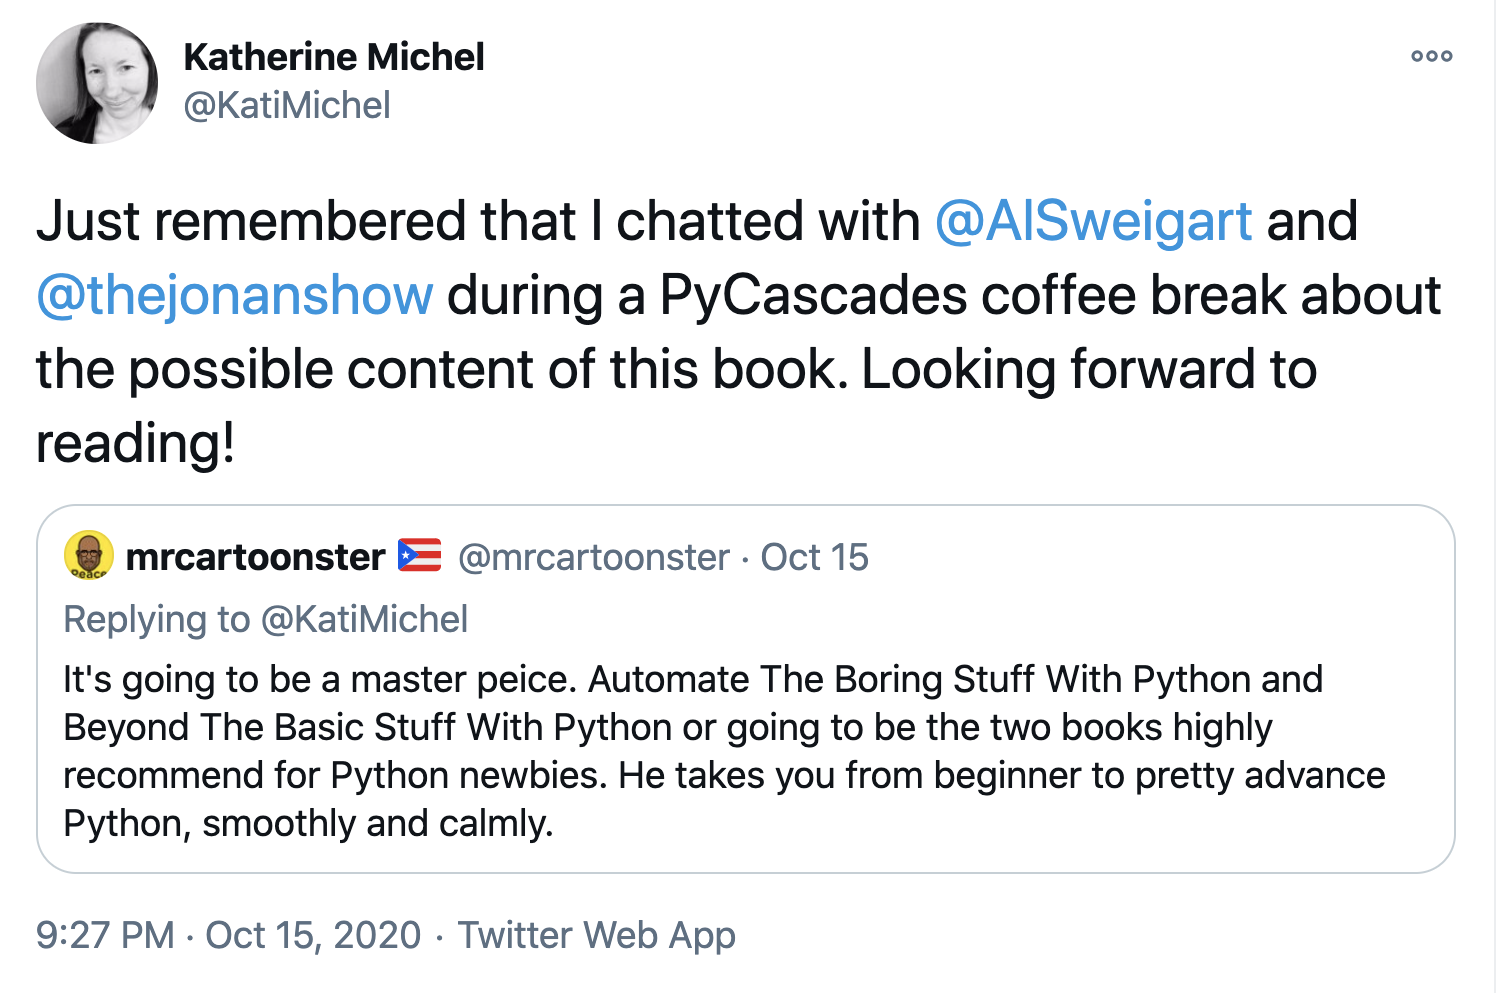 Katherine Michel
@KatiMichel
Just remembered that I chatted with @AlSweigart and
@thejonanshow during a PyCascades coffee break about
the possible content of this book. Looking forward to
reading!
mrcartoonster 🇵🇷 @mrcartoonster · Oct 15
peace
Replying to @KatiMichel
It's going to be a master peice. Automate The Boring Stuff With Python and
Beyond The Basic Stuff With Python or going to be the two books highly
recommend for Python newbies. He takes you from beginner to pretty advance
Python, smoothly and calmly.
9:27 PM · Oct 15, 2020 · Twitter Web App